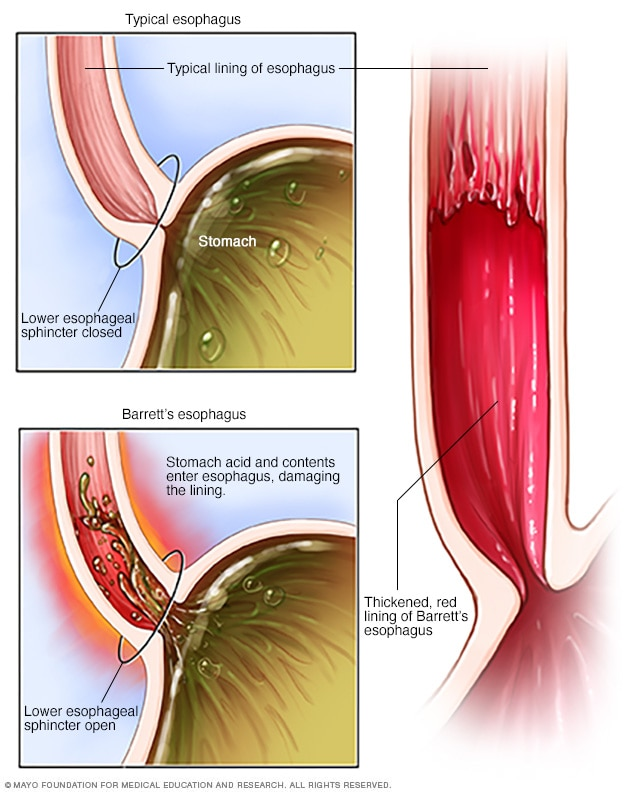 Typical esophagus
Typical lining of esophagus
Stomach
Lower esophageal
sphincter closed
Barrett's esophagus
Stomach acid and contents
enter esophagus, damaging
the lining.
Thickened, red
lining of Barrett's
esophagus
Lower esophageal
sphincter open
© MAYO FOUNDATION FOR MEDICAL EDUCATION AND RESEARCH. ALL RIGHTS RESERVED.